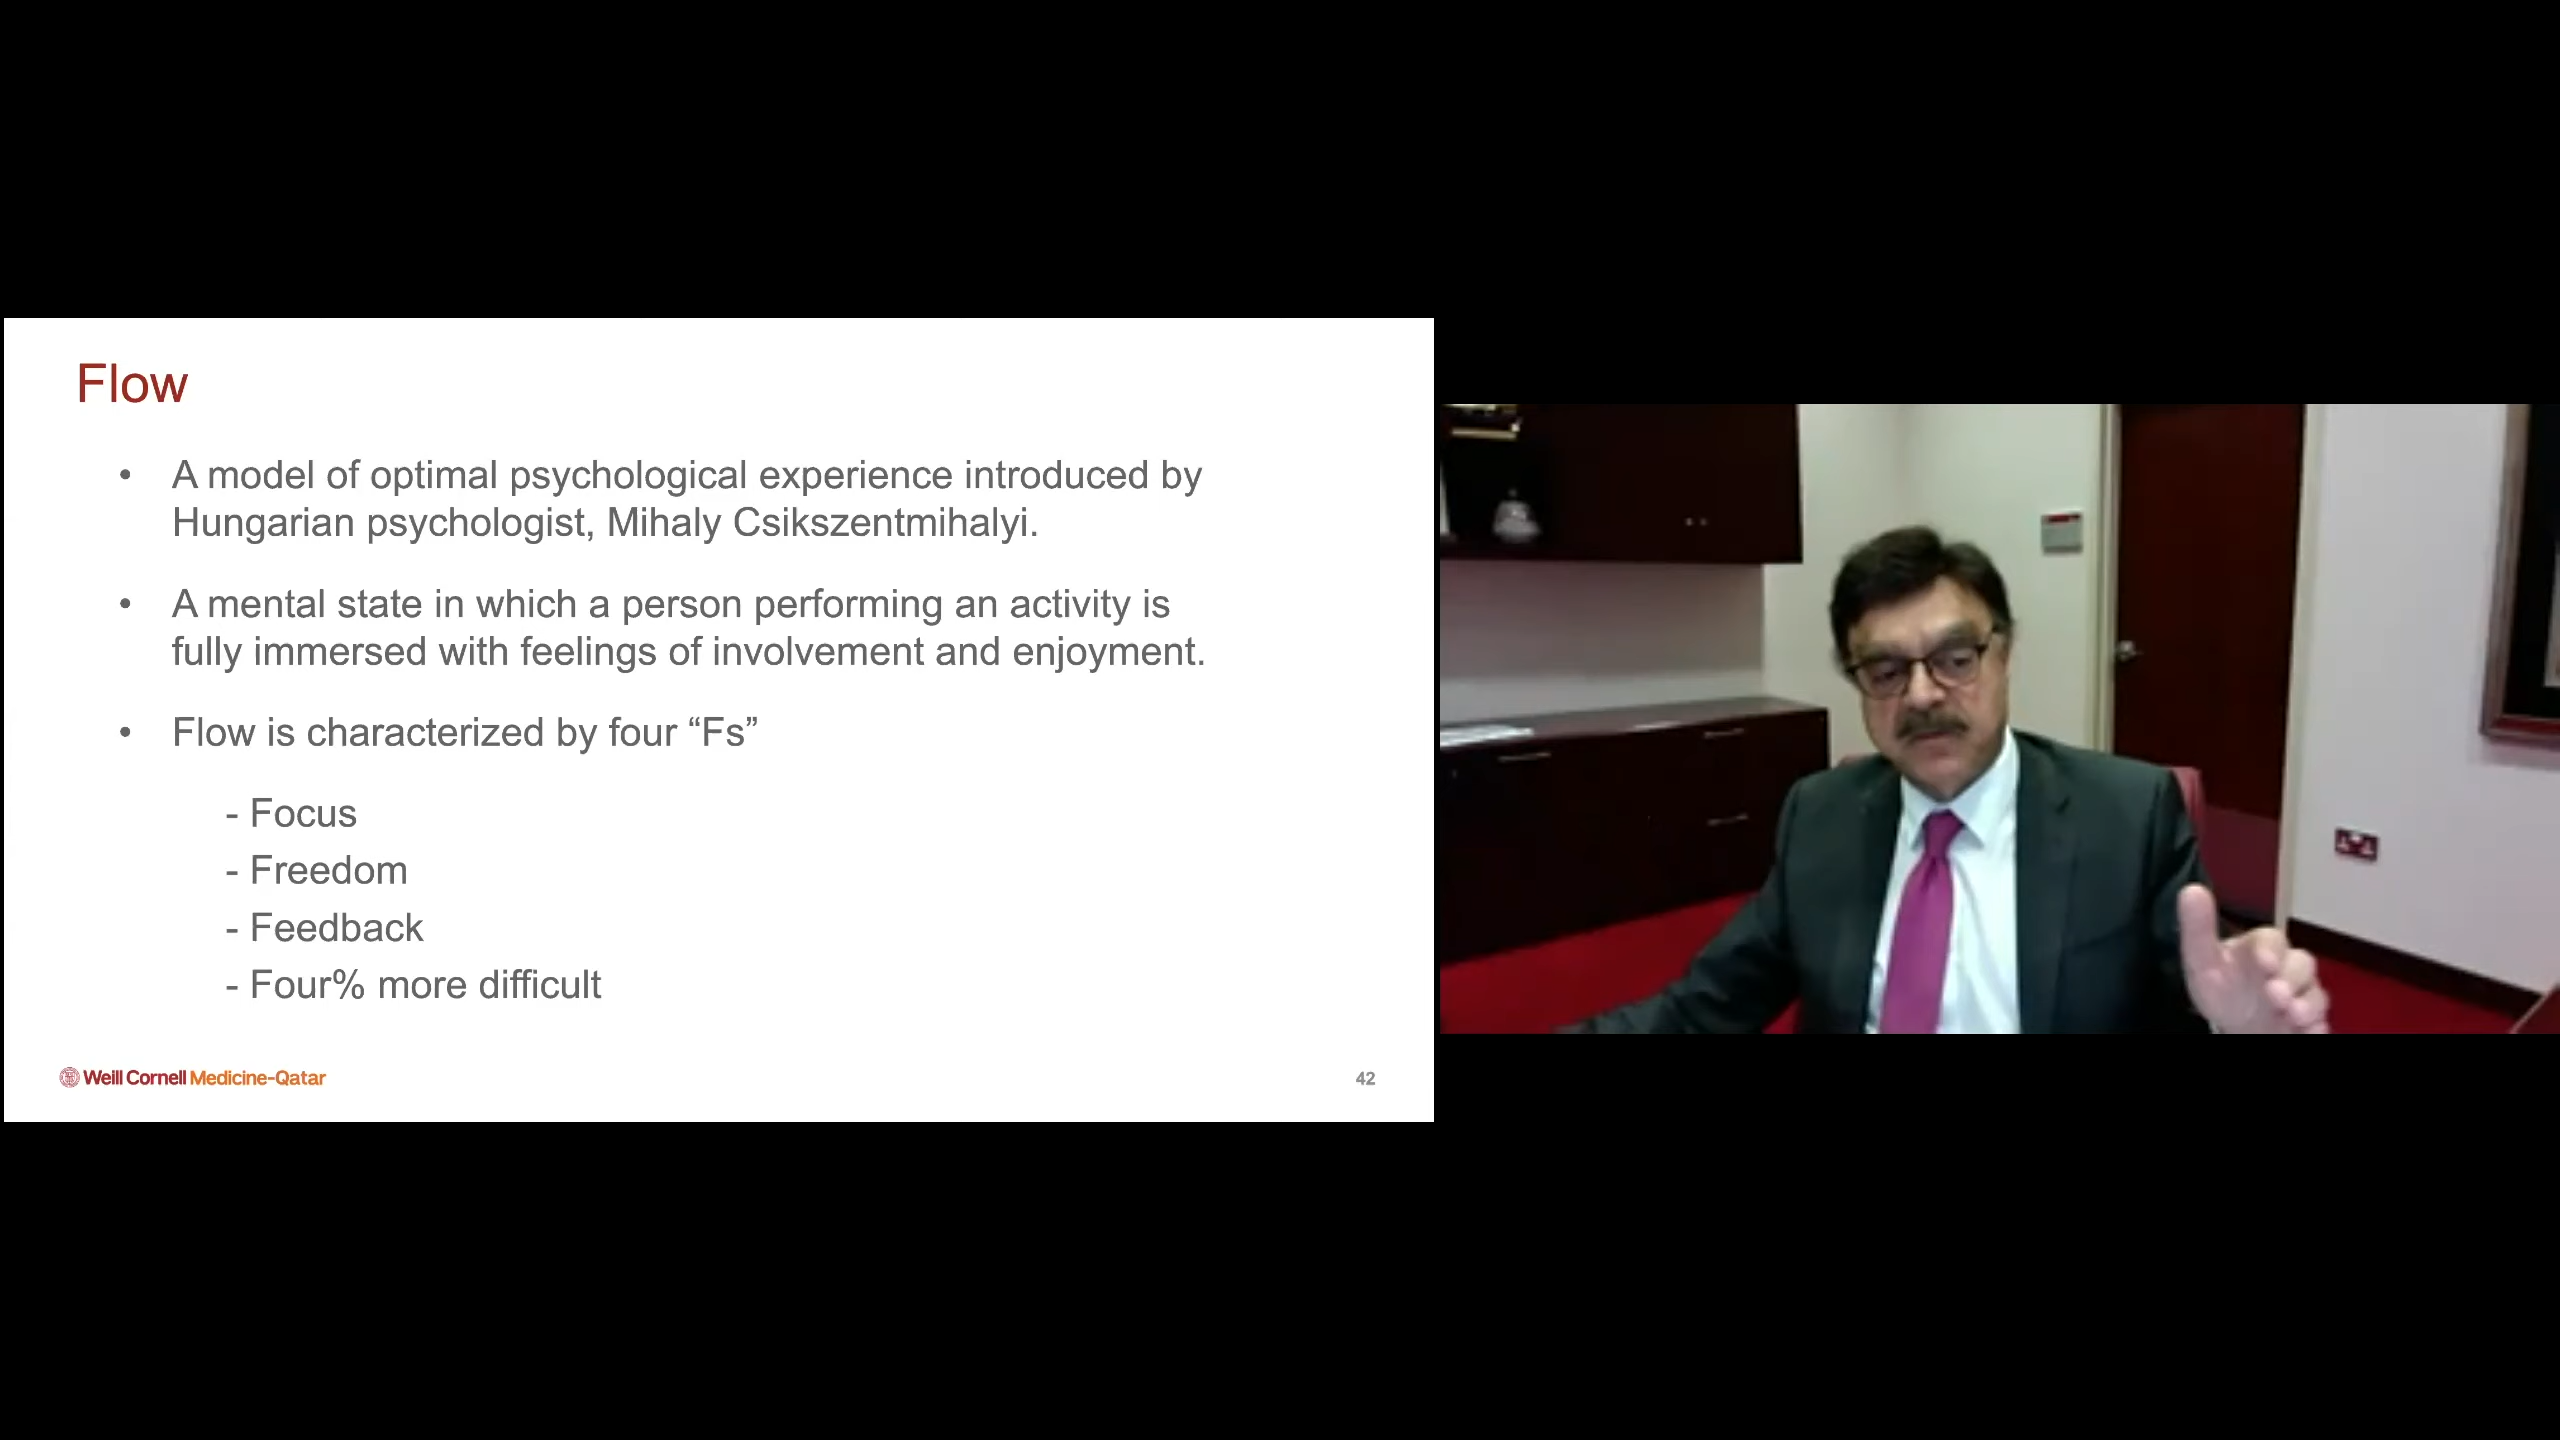 Flow
• A model of optimal psychological experience introduced by
Hungarian psychologist, Mihaly Csikszentmihalyi.
• A mental state in which a person performing an activity is
fully immersed with feelings of involvement and enjoyment.
• Flow is characterized by four “Fs”
- Focus
- Freedom
- Feedback
- Four% more difficult
Weill Cornell Medicine-Qatar
42